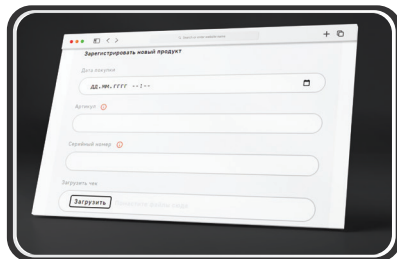 Зарегистрировать новый продукт
Дата покупки
ДД.ММ.ГГГГ --:--
Артикул
Серийный номер
Загрузить чек
Загрузить